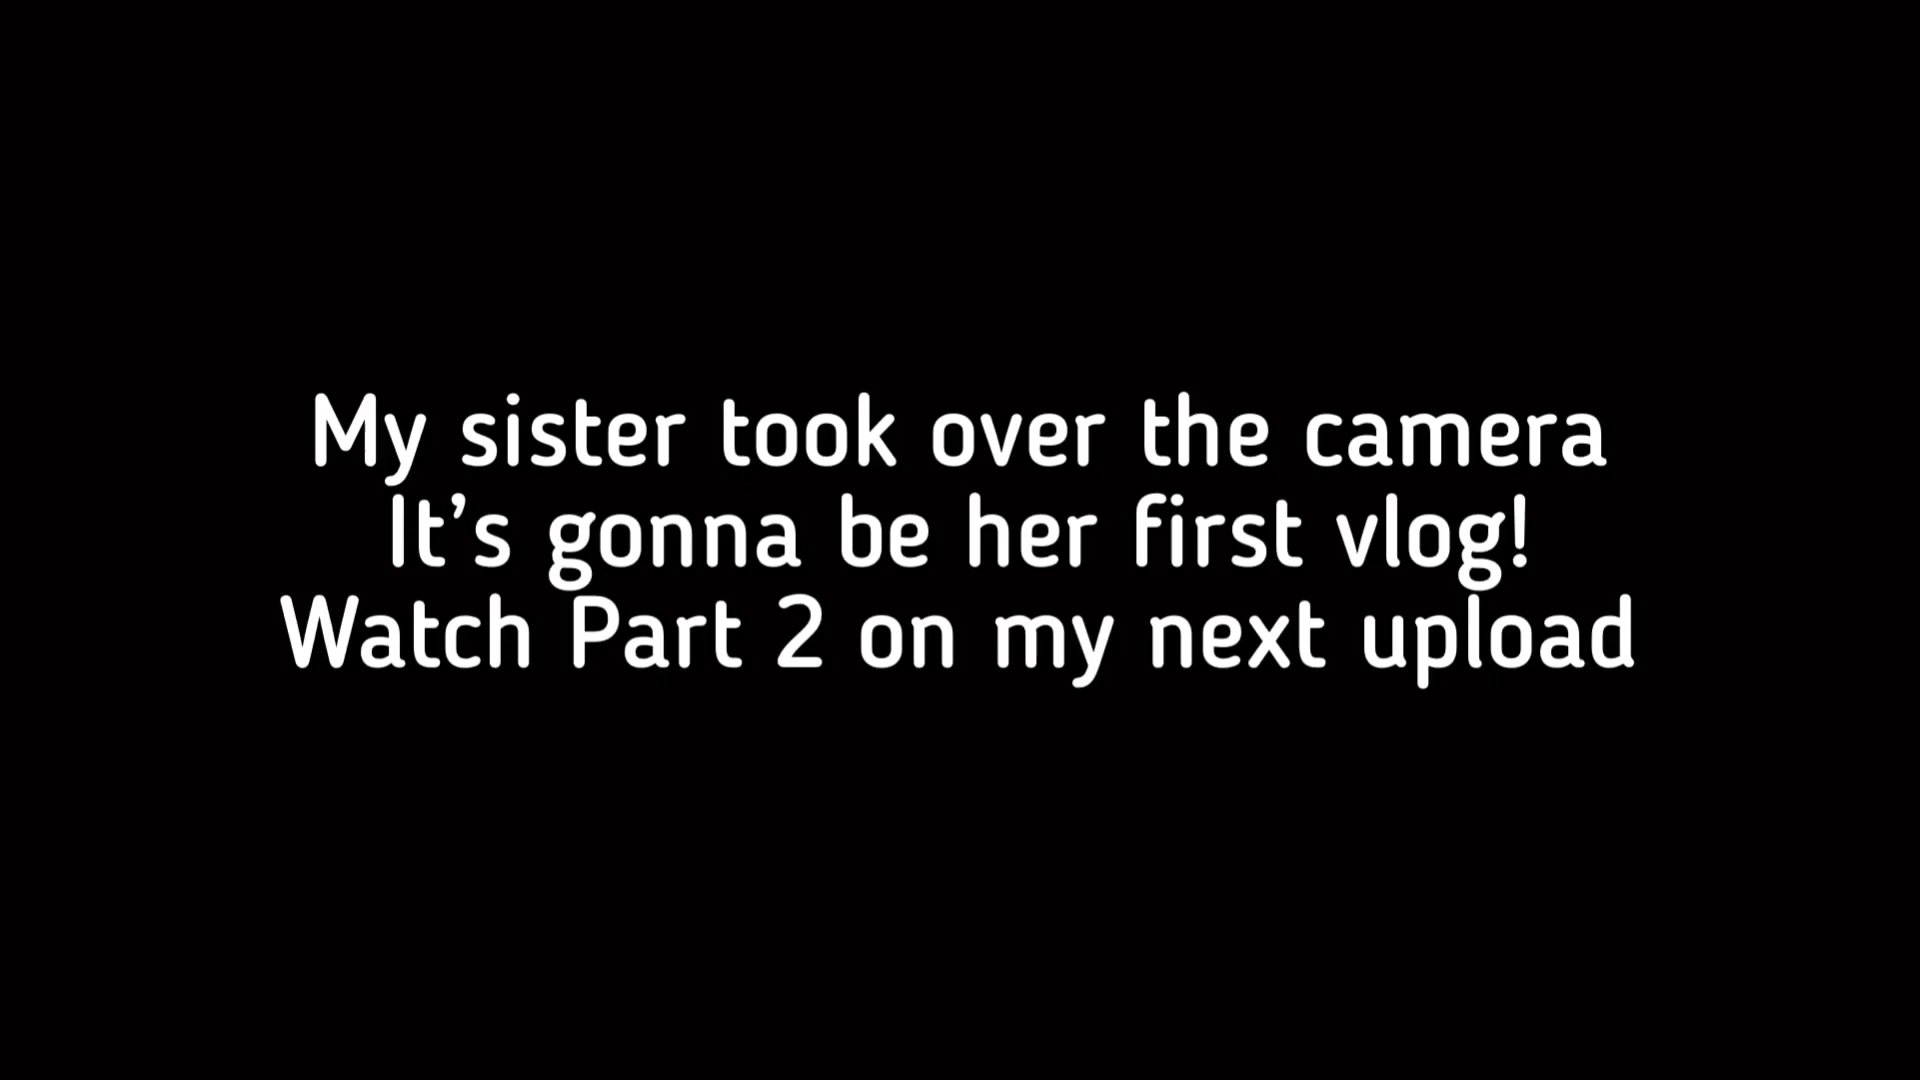 My sister took over the camera
It’s gonna be her first vlog!
Watch Part 2 on my next upload